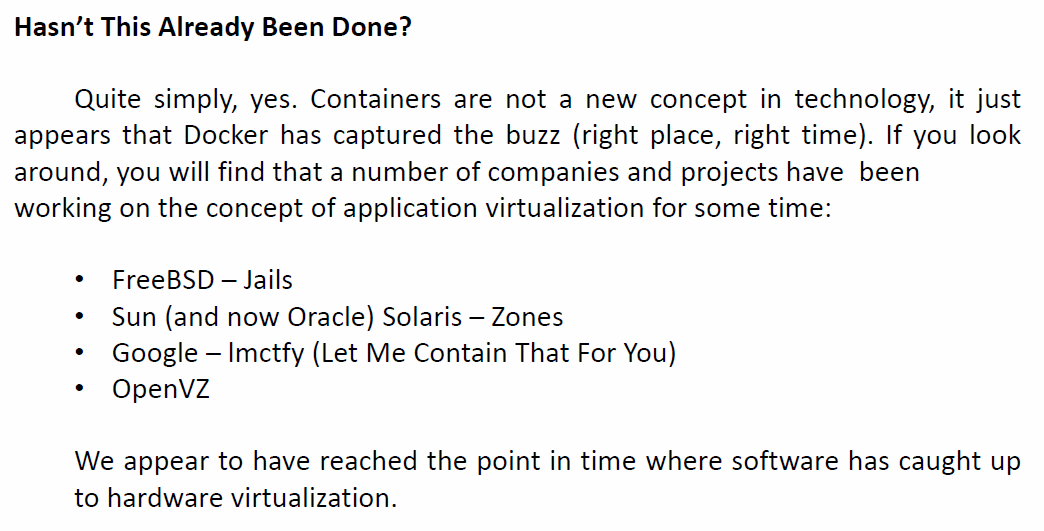 Hasn’t This Already Been Done?
Quite simply, yes. Containers are not a new concept in technology, it just
appears that Docker has captured the buzz (right place, right time). If you look
around, you will find that a number of companies and projects have  been
working on the concept of application virtualization for some time:
• FreeBSD – Jails
• Sun (and now Oracle) Solaris – Zones
• Google – lmctfy (Let Me Contain That For You)
• OpenVZ
We appear to have reached the point in time where software has caught up
to hardware virtualization.